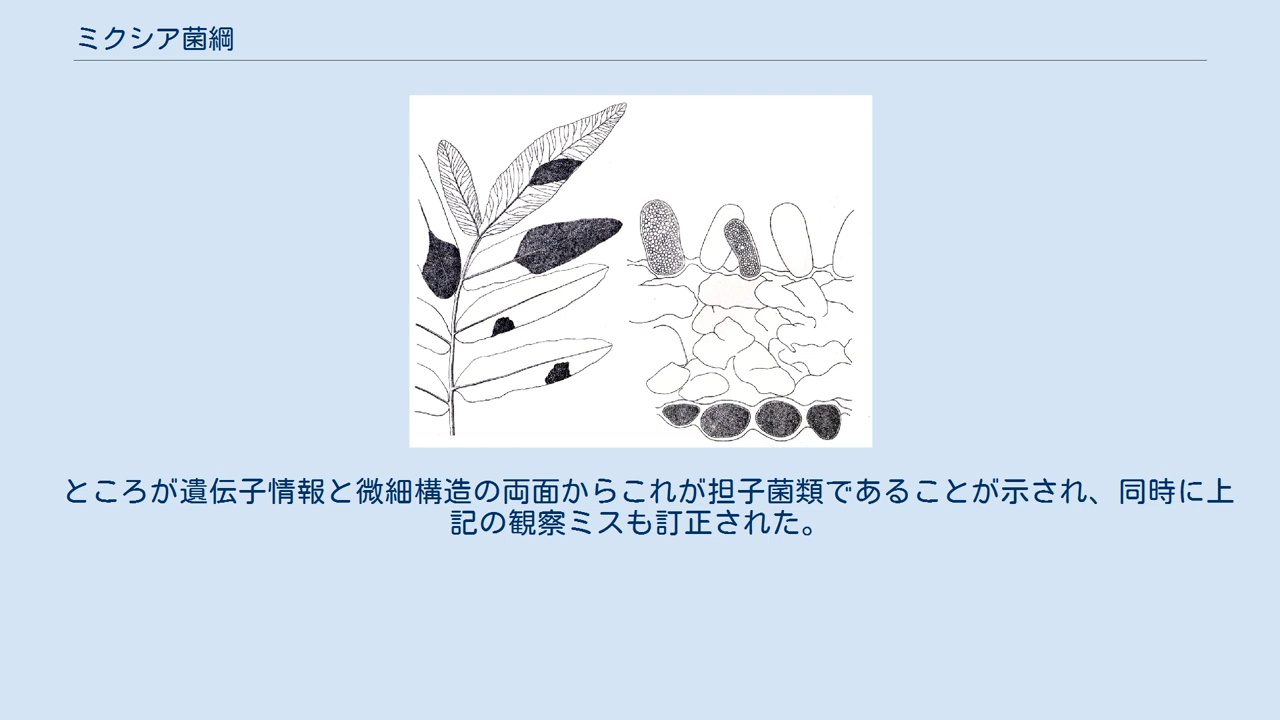 ミクシア菌綱
ところが遺伝子情報と微細構造の両面からこれが担子菌類であることが示され、同時に上
記の観察ミスも訂正された。